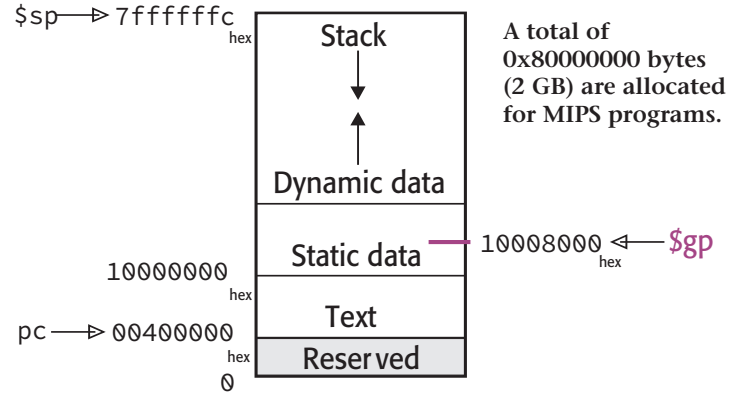 $sp 7ffffffc hex
Stack
A total of
0x80000000 bytes
(2 GB) are allocated
for MIPS programs.
Dynamic data
Static data
10008000 hex $gp
10000000 hex
Text
pc 00400000 hex
Reserved
0